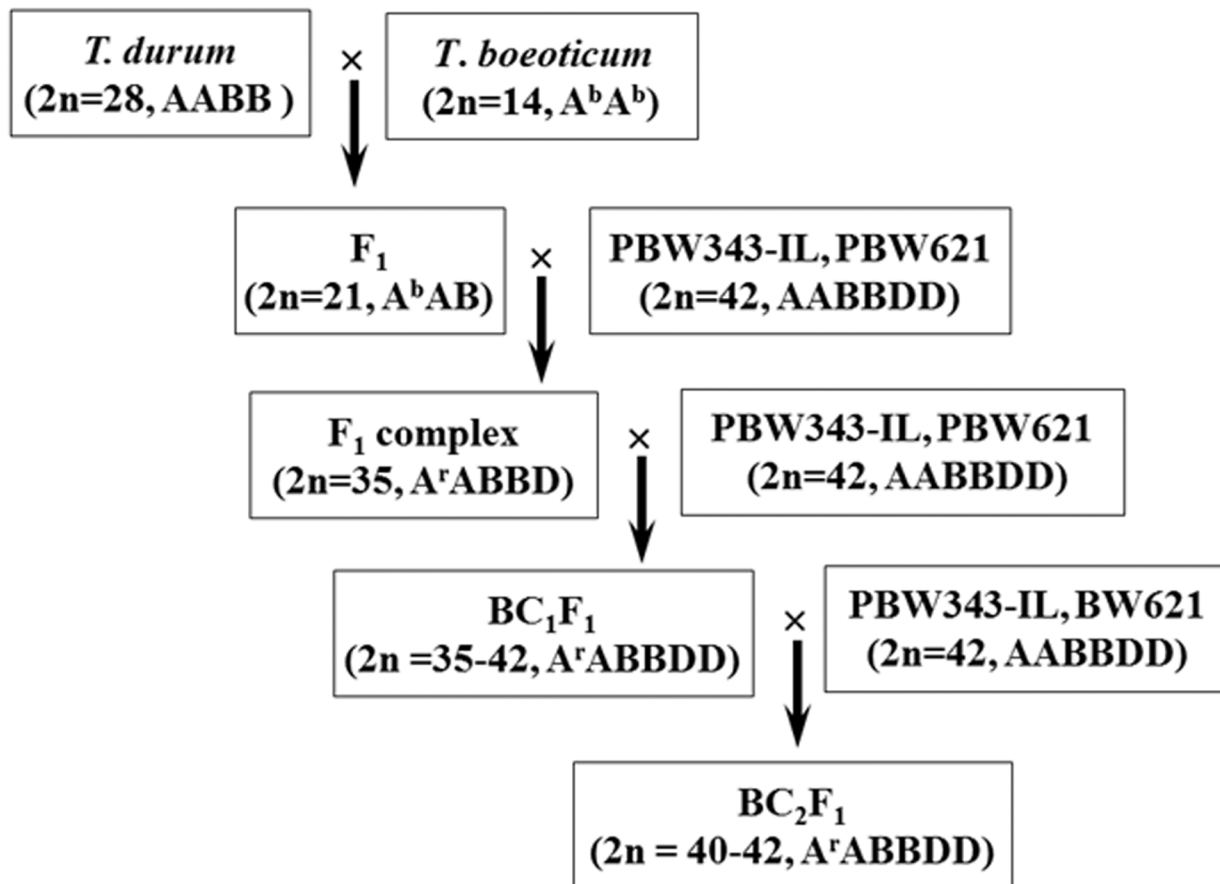 T. durum
(2n=28, AABB )
×
T. boeoticum
(2n=14, AᵇAᵇ)
F₁
(2n=21, AᵇAB)
×
PBW343-IL, PBW621
(2n=42, AABBDD)
F₁ complex
(2n=35, AʳABBD)
×
PBW343-IL, PBW621
(2n=42, AABBDD)
BC₁F₁
(2n =35-42, AʳABBDD)
×
PBW343-IL, BW621
(2n=42, AABBDD)
BC₂F₁
(2n = 40-42, AʳABBDD)